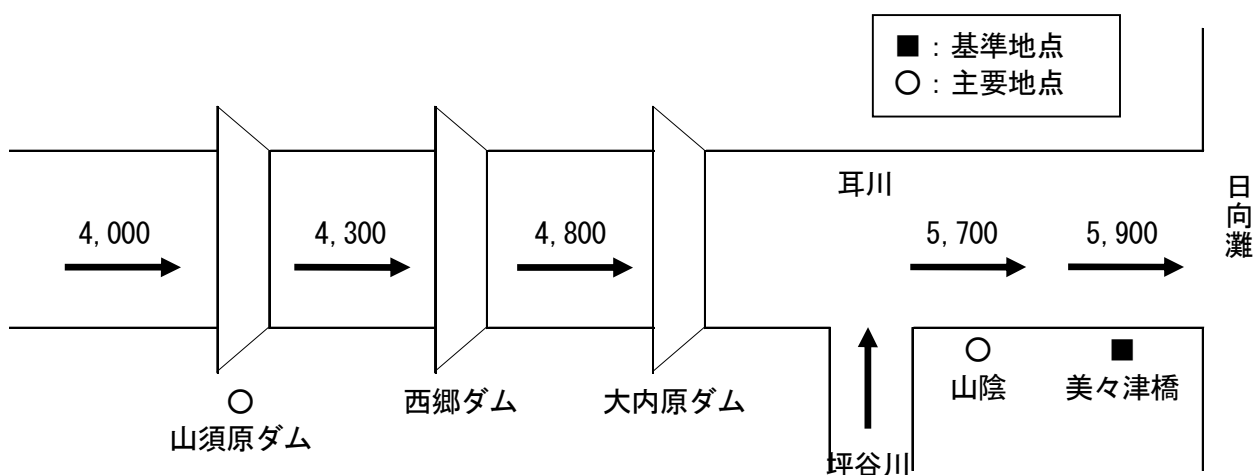 ■：基準地点
○：主要地点
耳川
日向灘
4,000
4,300
4,800
5,700
5,900
山須原ダム
西郷ダム
大内原ダム
山陰
美々津橋
坪谷川